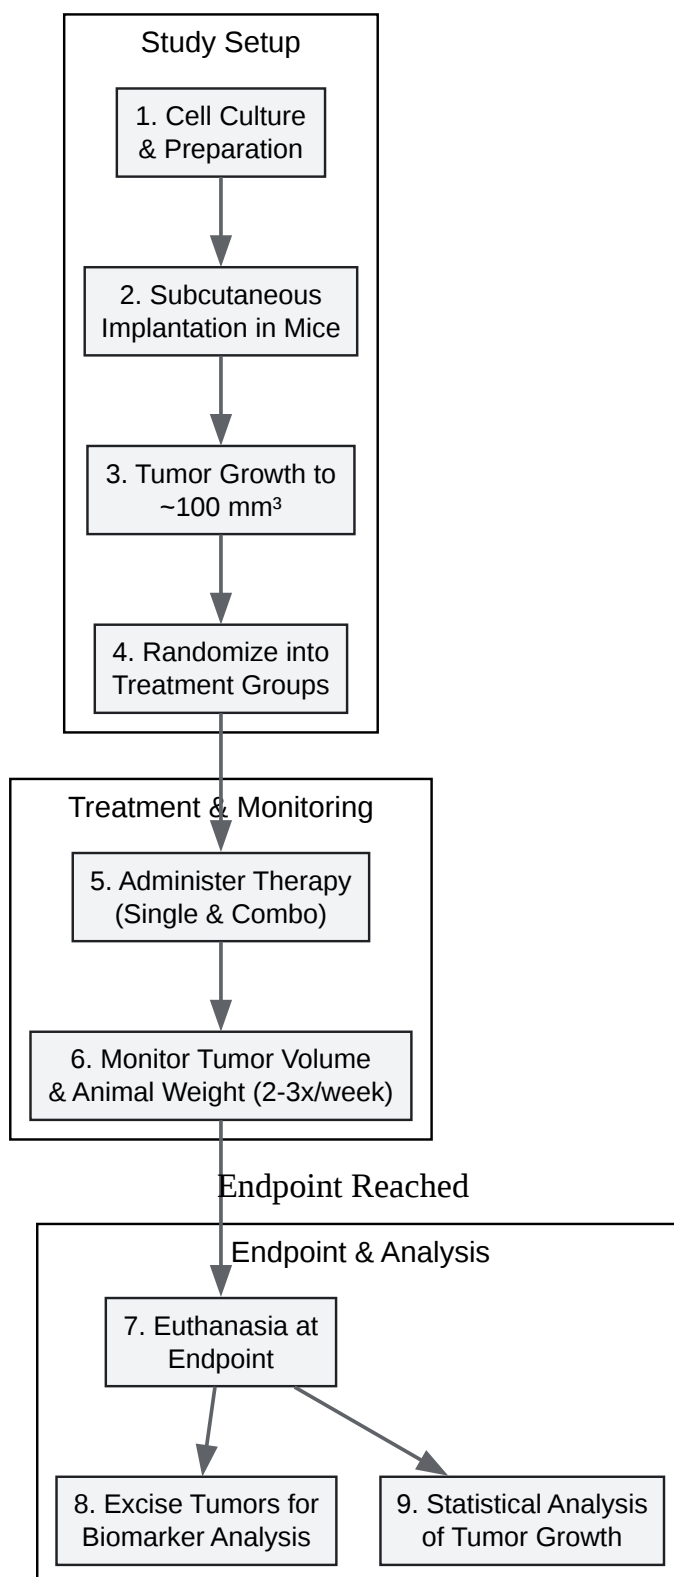 Study Setup
1. Cell Culture
& Preparation
2. Subcutaneous
Implantation in Mice
3. Tumor Growth to
~100 mm³
4. Randomize into
Treatment Groups
Treatment & Monitoring
5. Administer Therapy
(Single & Combo)
6. Monitor Tumor Volume
& Animal Weight (2-3x/week)
Endpoint Reached
Endpoint & Analysis
7. Euthanasia at
Endpoint
8. Excise Tumors for
Biomarker Analysis
9. Statistical Analysis
of Tumor Growth